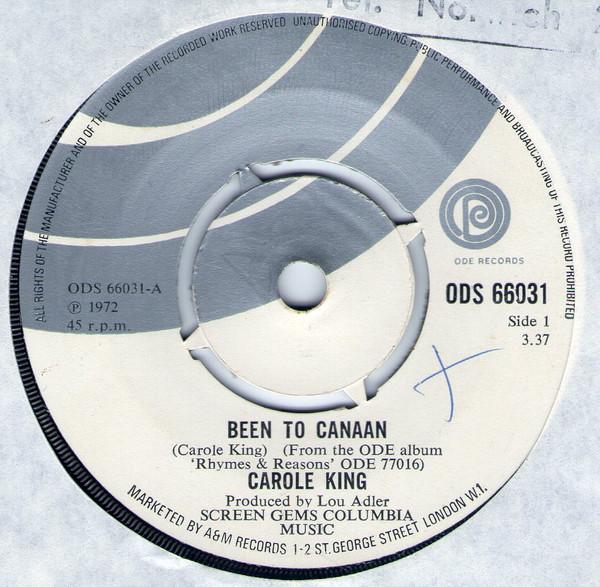 Tel. No.
ALL RIGHTS OF THE MANUFACTURER AND OF THE OWNER OF THE RECORDED WORK RESERVED UNAUTHORISED COPYING, PUBLIC PERFORMANCE AND BROADCASTING OF THIS RECORD PROHIBITED
ODE RECORDS
ODS 66031-A
℗ 1972
45 r.p.m.
ODS 66031
Side 1
3.37
BEEN TO CANAAN
(Carole King) (From the ODE album
'Rhymes & Reasons' ODE 77016)
CAROLE KING
Produced by Lou Adler
SCREEN GEMS COLUMBIA
MUSIC
MARKETED BY A&M RECORDS 1-2 ST. GEORGE STREET LONDON W.1.